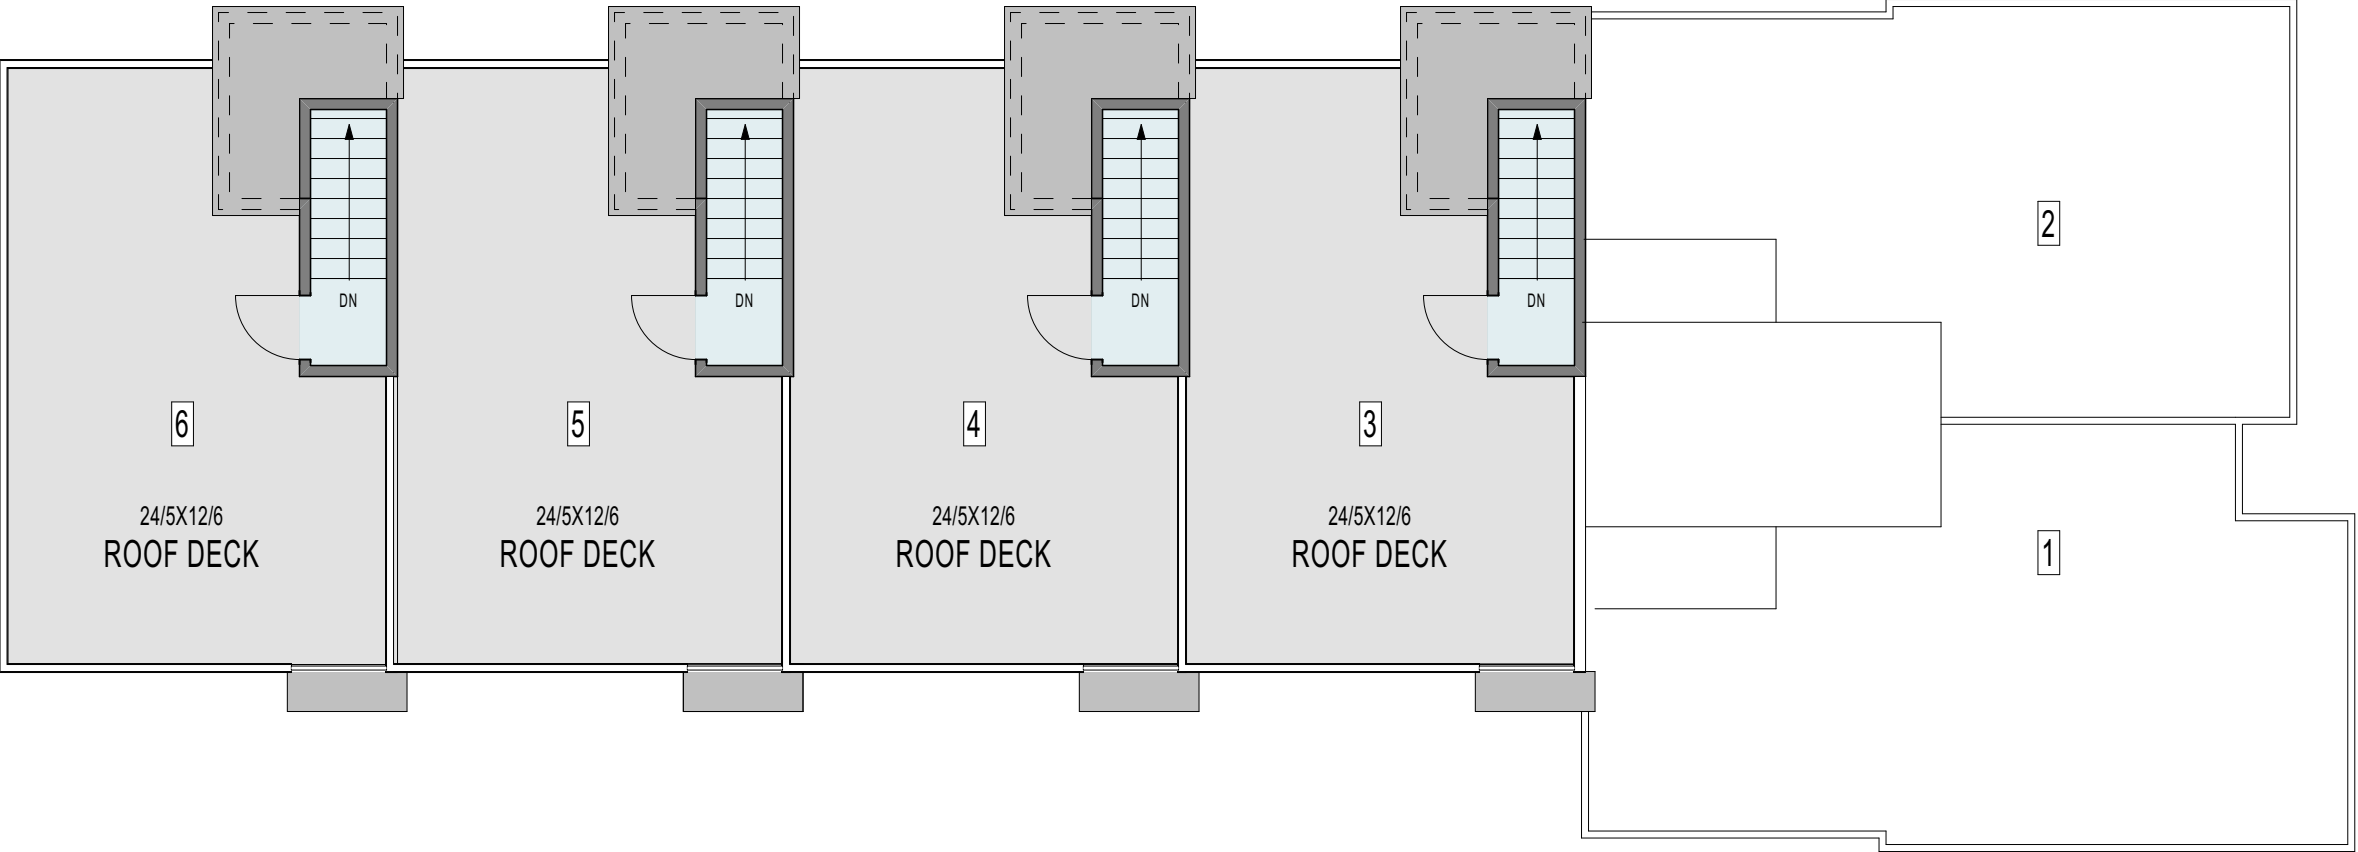 2
DN
DN
DN
DN
6
5
4
3
24/5X12/6
ROOF DECK
24/5X12/6
ROOF DECK
24/5X12/6
ROOF DECK
24/5X12/6
ROOF DECK
1